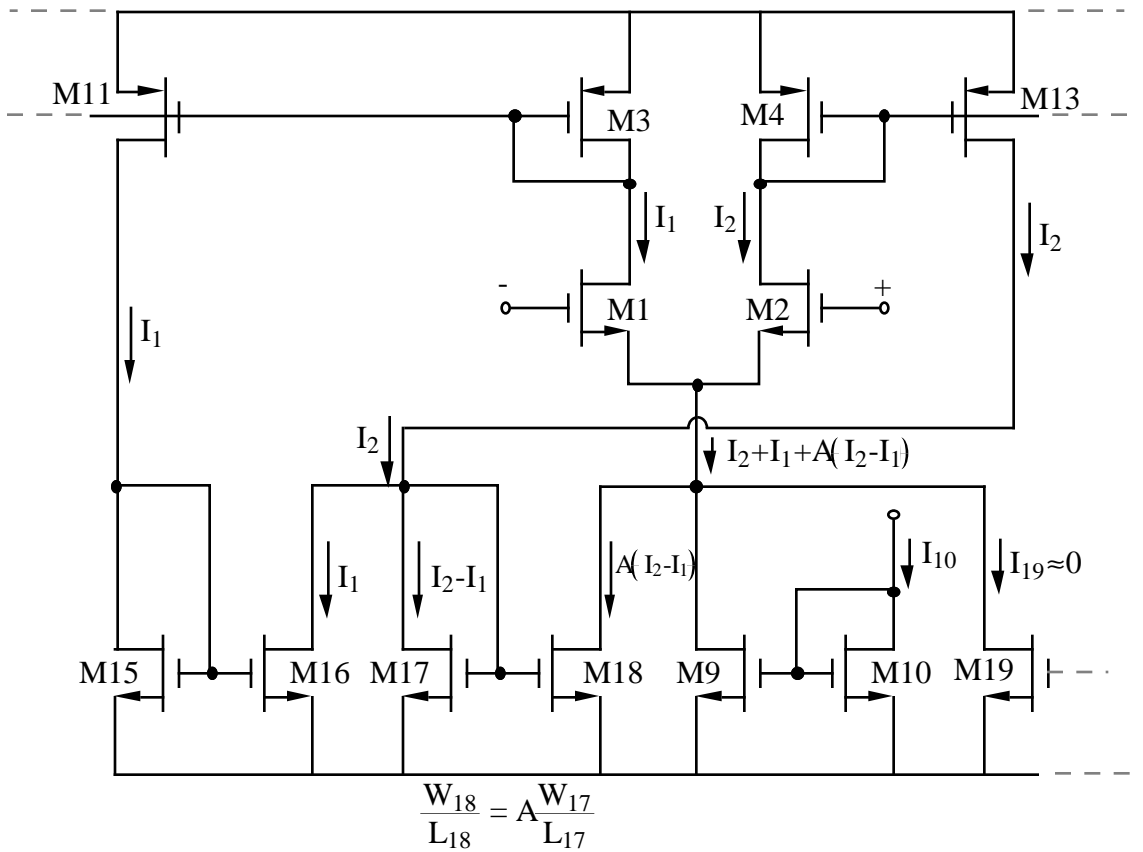 M11
M3
M4
M13
I₁
I₂
I₂
-
M1
M2
+
I₁
I₂
I₂+I₁+A(I₂-I₁)
I₁
I₂-I₁
A(I₂-I₁)
I₁₀
I₁₉≈0
M15
M16
M17
M18
M9
M10
M19
W₁₈/L₁₈ = A W₁₇/L₁₇